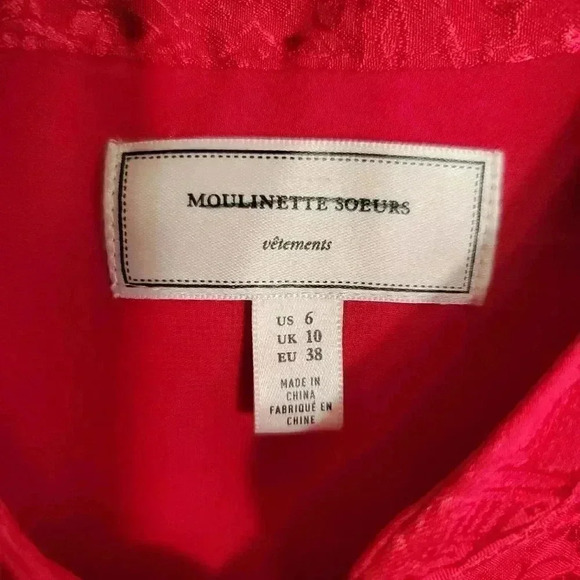 MOULINETTE SOEURS
vêtements
US 6
UK 10
EU 38
MADE IN
CHINA
FABRIQUÉ EN
CHINE